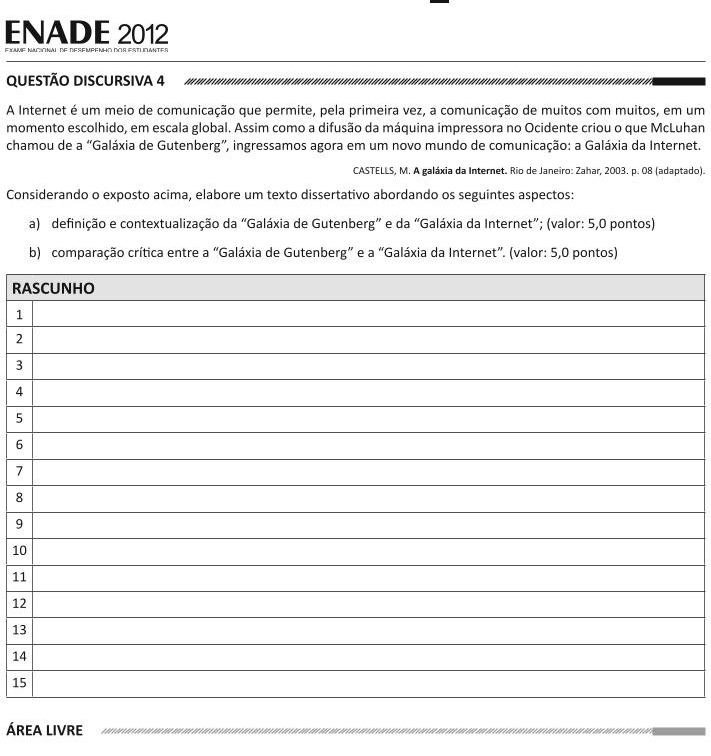 ENADE 2012
EXAME NACIONAL DE DESEMPENHO DOS ESTUDANTES
QUESTÃO DISCURSIVA 4
A Internet é um meio de comunicação que permite, pela primeira vez, a comunicação de muitos com muitos, em um
momento escolhido, em escala global. Assim como a difusão da máquina impressora no Ocidente criou o que McLuhan
chamou de a “Galáxia de Gutenberg”, ingressamos agora em um novo mundo de comunicação: a Galáxia da Internet.
CASTELLS, M. A galáxia da Internet. Rio de Janeiro: Zahar, 2003. p. 08 (adaptado).
Considerando o exposto acima, elabore um texto dissertativo abordando os seguintes aspectos:
a) definição e contextualização da “Galáxia de Gutenberg” e da “Galáxia da Internet”; (valor: 5,0 pontos)
b) comparação crítica entre a “Galáxia de Gutenberg” e a “Galáxia da Internet”. (valor: 5,0 pontos)
RASCUNHO
1
2
3
4
5
6
7
8
9
10
11
12
13
14
15
ÁREA LIVRE